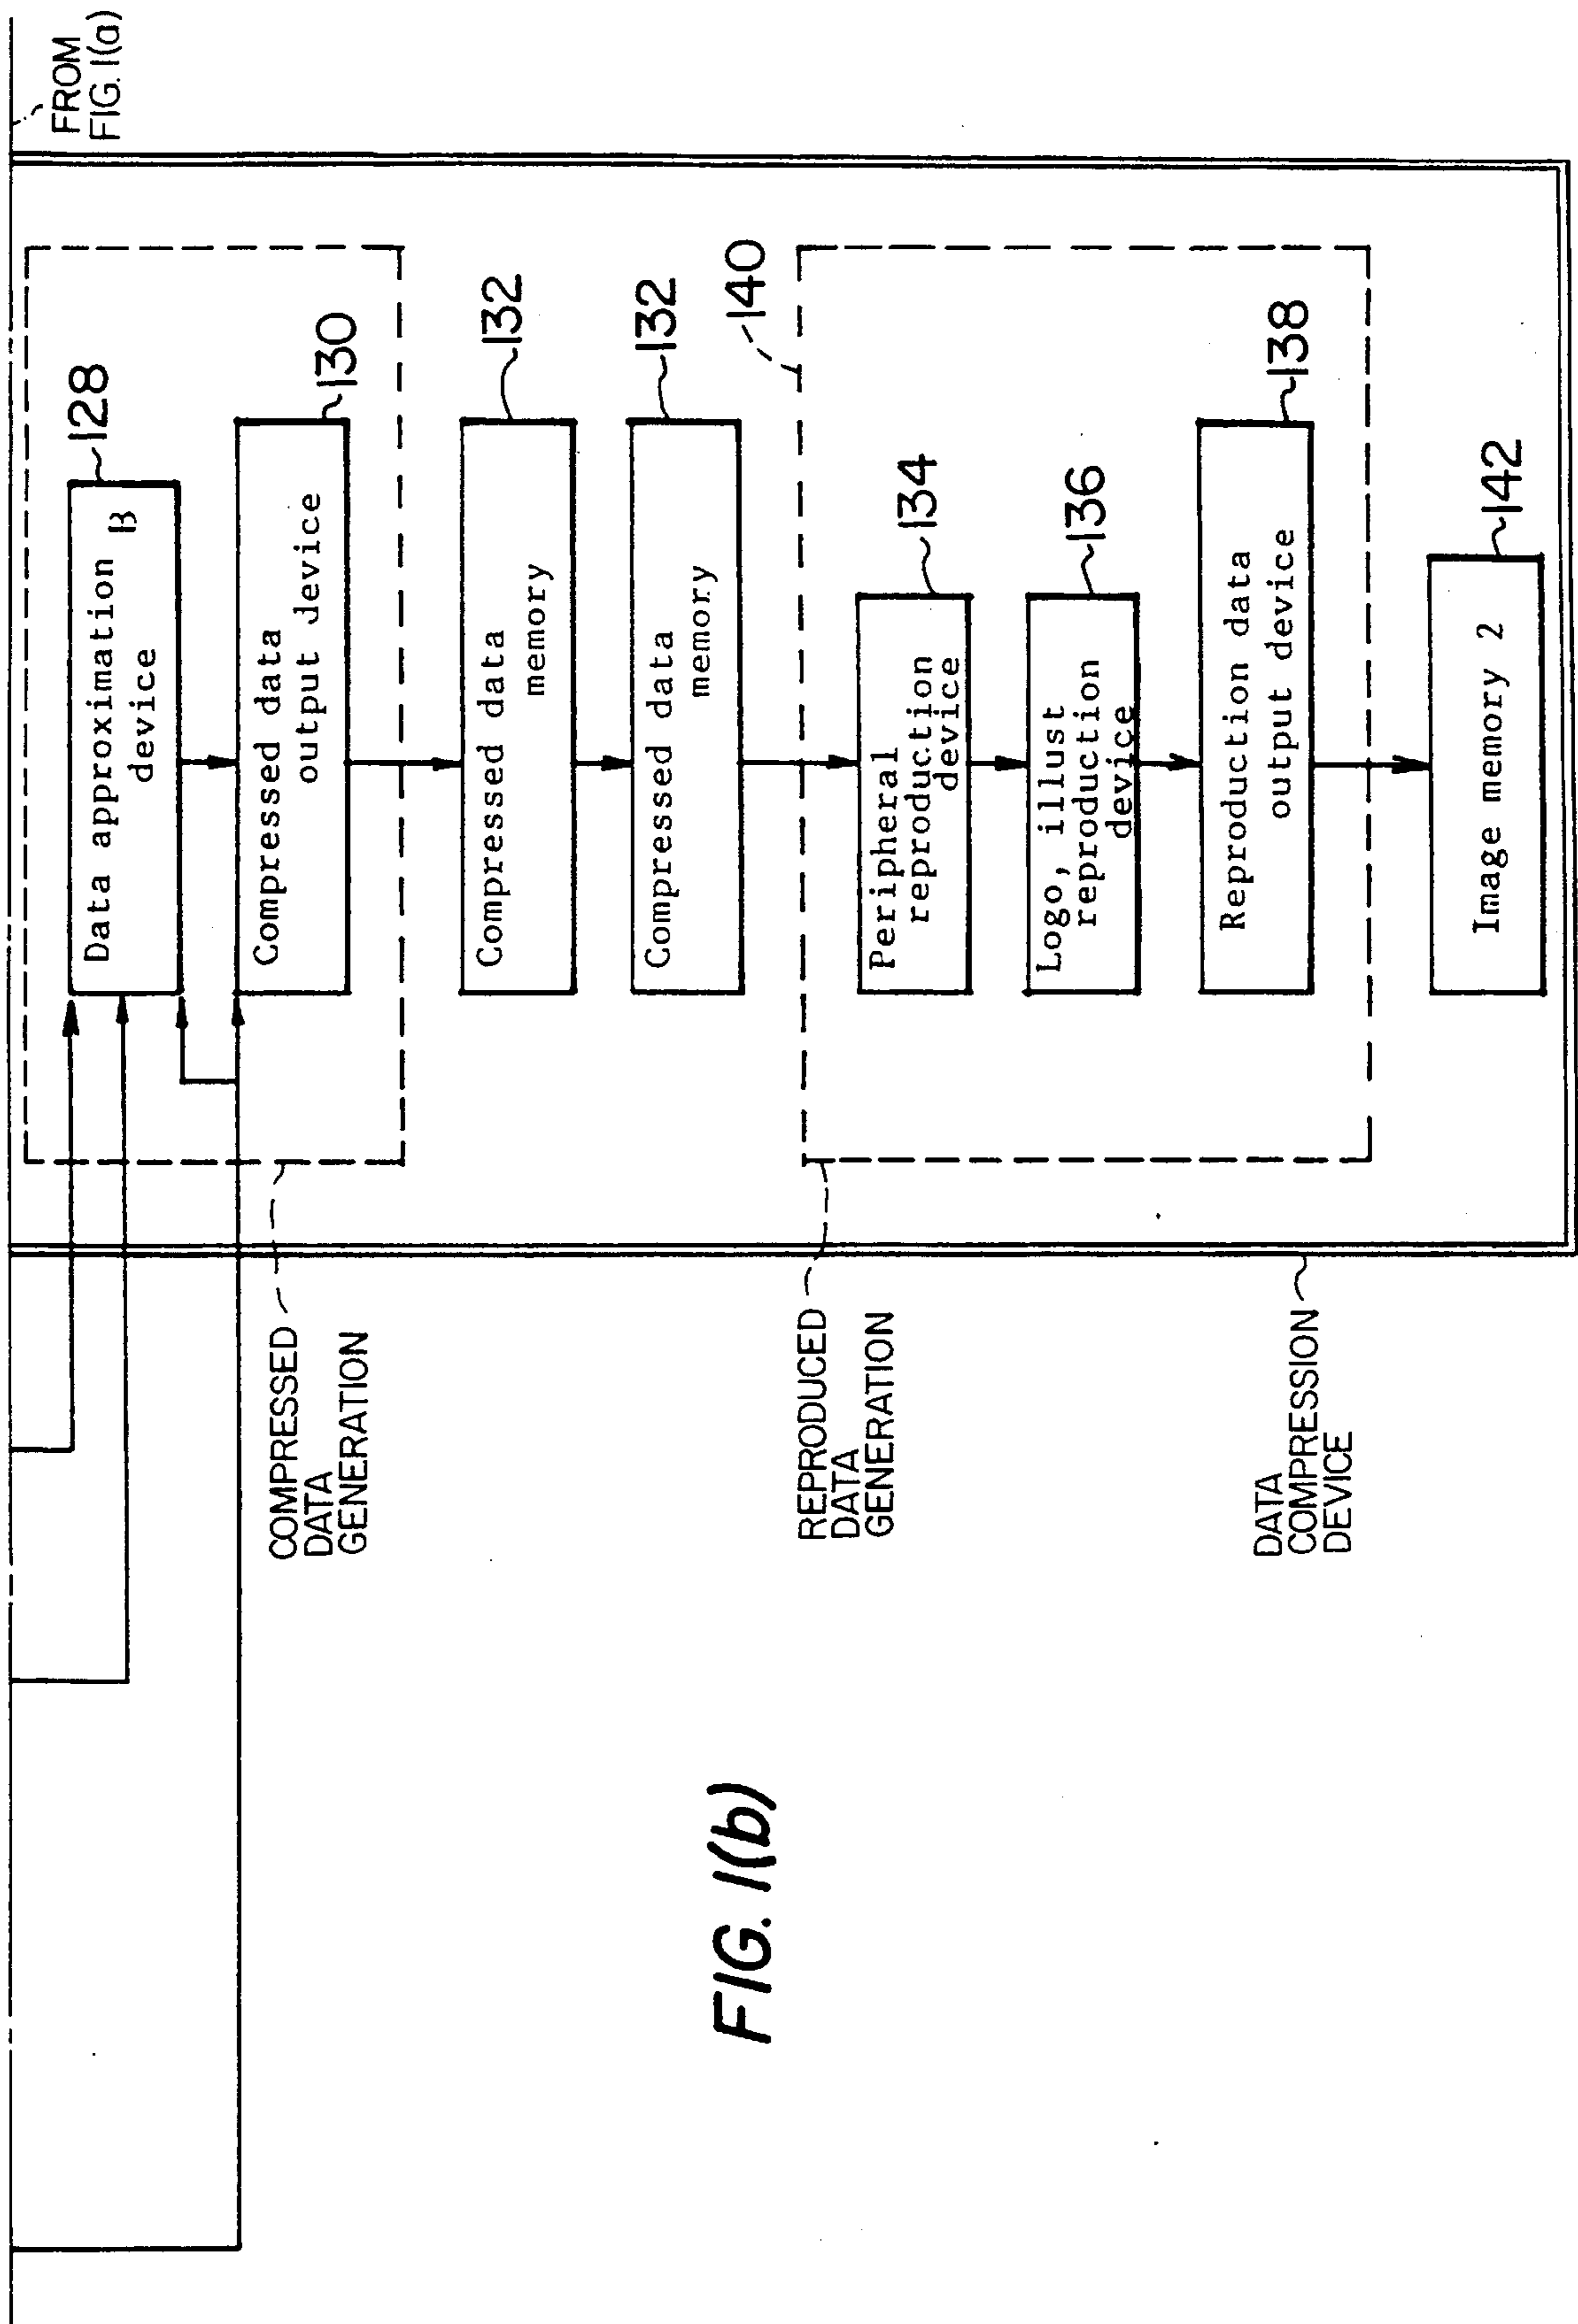 FROM
FIG. 1(a)
128
Data approximation B
device
130
Compressed data
output device
132
Compressed data
memory
132
Compressed data
memory
140
134
Peripheral
reproduction
device
136
Logo, illust
reproduction
device
138
Reproduction data
output device
142
Image memory 2
COMPRESSED
DATA
GENERATION
REPRODUCED
DATA
GENERATION
DATA
COMPRESSION
DEVICE
FIG. 1(b)